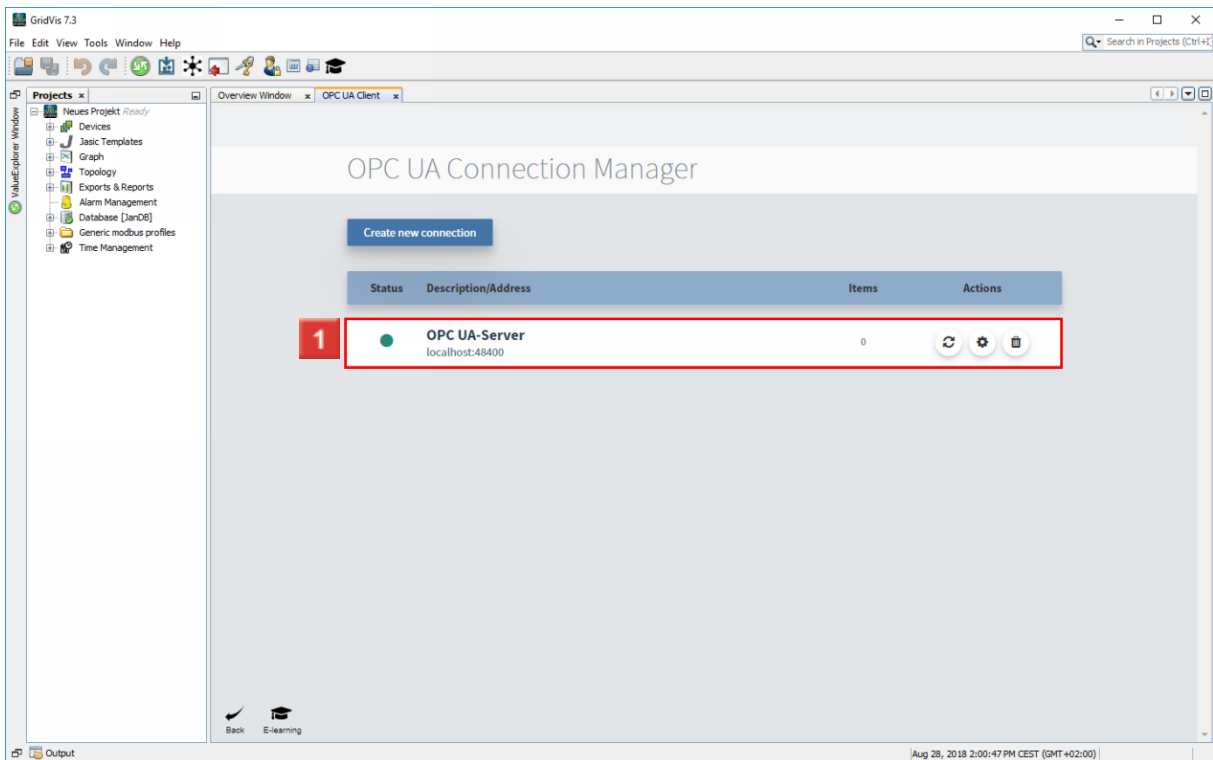 GridVis 7.3
File Edit View Tools Window Help
Search in Projects (Ctrl+I
Projects
Overview Window
OPC UA Client
ValueExplorer Window
Neues Projekt Ready
Devices
Jasic Templates
Graph
Topology
Exports & Reports
Alarm Management
Database [JanDB]
Generic modbus profiles
Time Management
OPC UA Connection Manager
Create new connection
Status Description/Address Items Actions
1
OPC UA-Server
localhost:48400
0
Back E-learning
Output
Aug 28, 2018 2:00:47 PM CEST (GMT+02:00)